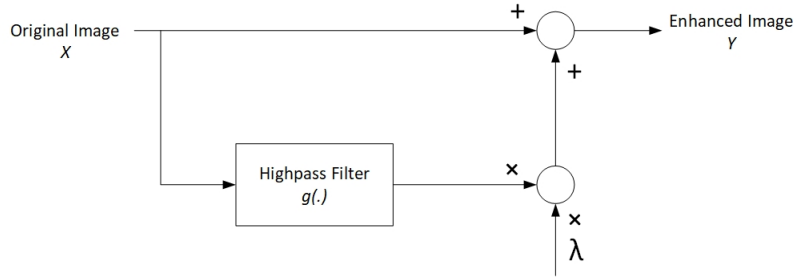 Original Image
X
+
Enhanced Image
Y
+
Highpass Filter
g(.)
×
×
λ